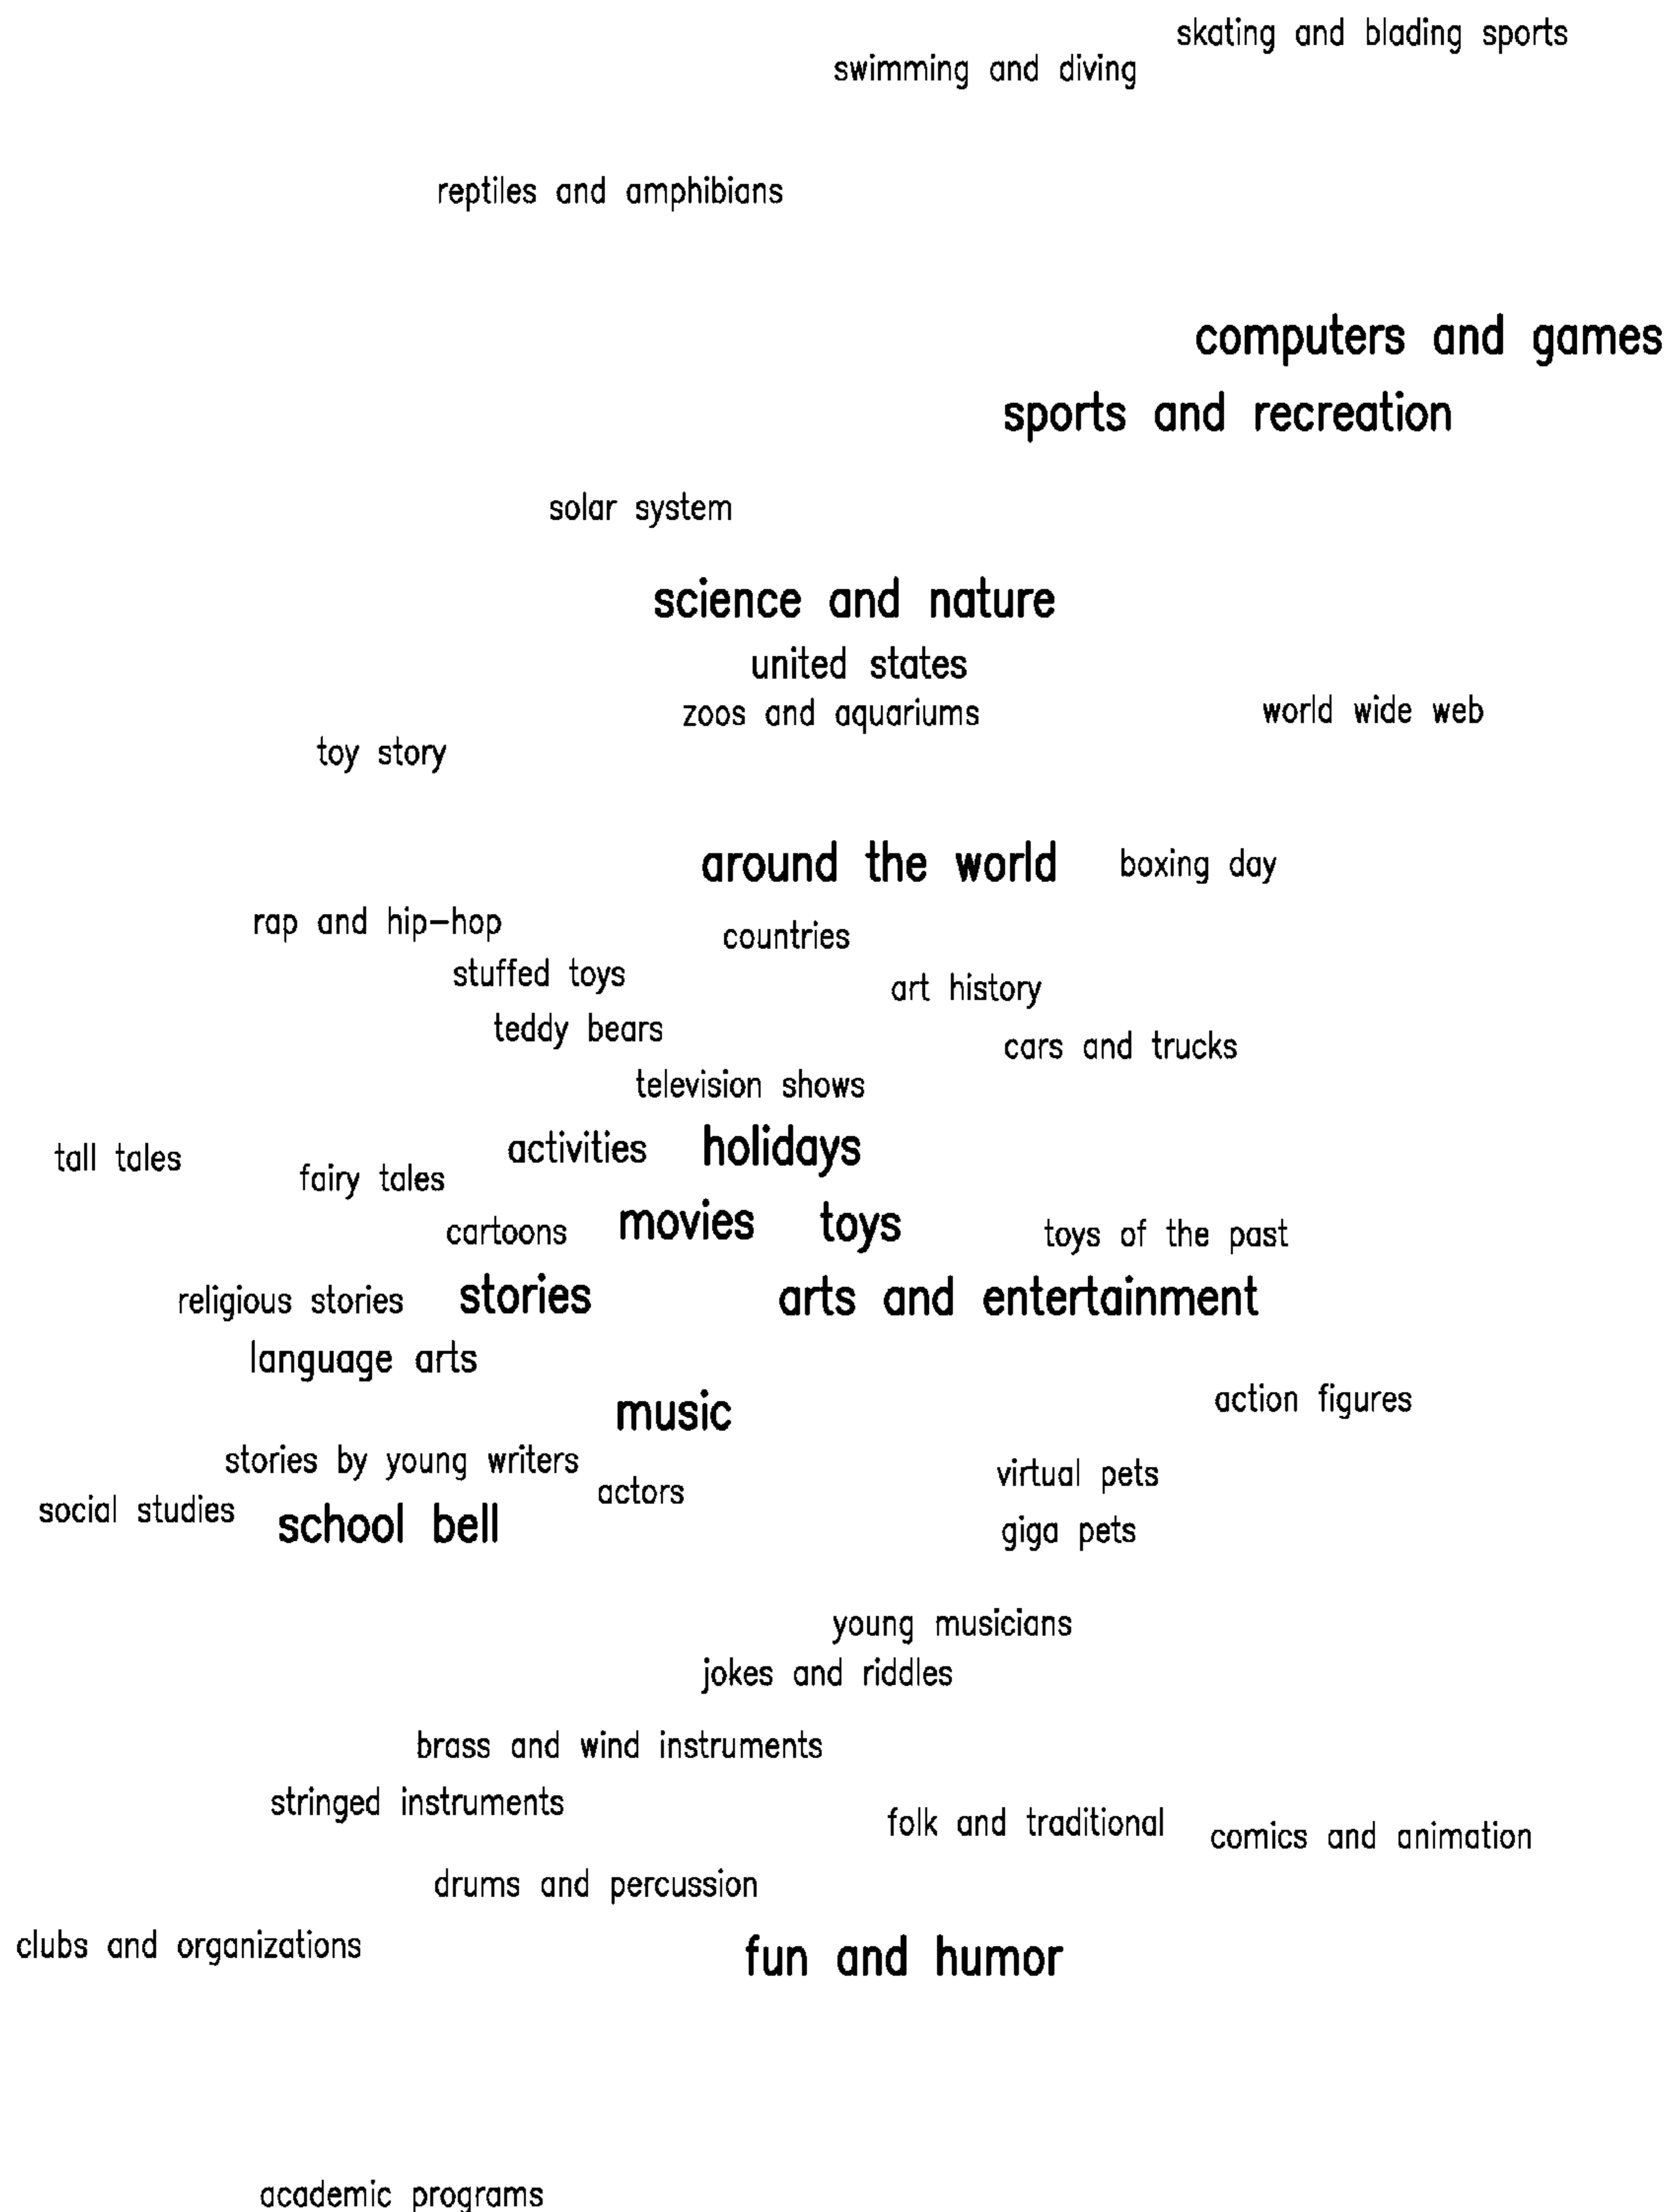 skating and blading sports
swimming and diving
reptiles and amphibians
computers and games
sports and recreation
solar system
science and nature
united states
zoos and aquariums
world wide web
toy story
around the world
boxing day
rap and hip-hop
countries
stuffed toys
art history
teddy bears
cars and trucks
television shows
tall tales
activities
holidays
fairy tales
cartoons
movies
toys
toys of the past
religious stories
stories
arts and entertainment
language arts
music
action figures
stories by young writers
actors
virtual pets
social studies
school bell
giga pets
young musicians
jokes and riddles
brass and wind instruments
stringed instruments
folk and traditional
comics and animation
drums and percussion
clubs and organizations
fun and humor
academic programs